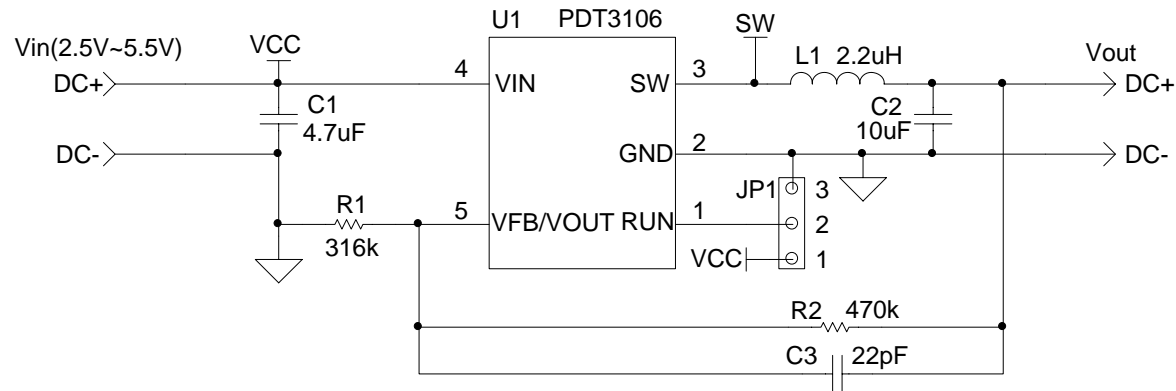 U1 PDT3106
SW
Vin(2.5V~5.5V)
VCC
L1 2.2uH
Vout
DC+
4
VIN
SW
3
DC+
C1
4.7uF
C2
10uF
DC-
GND
2
DC-
JP1
3
R1
316k
5
VFB/VOUT
RUN
1
2
VCC
1
R2 470k
C3 22pF